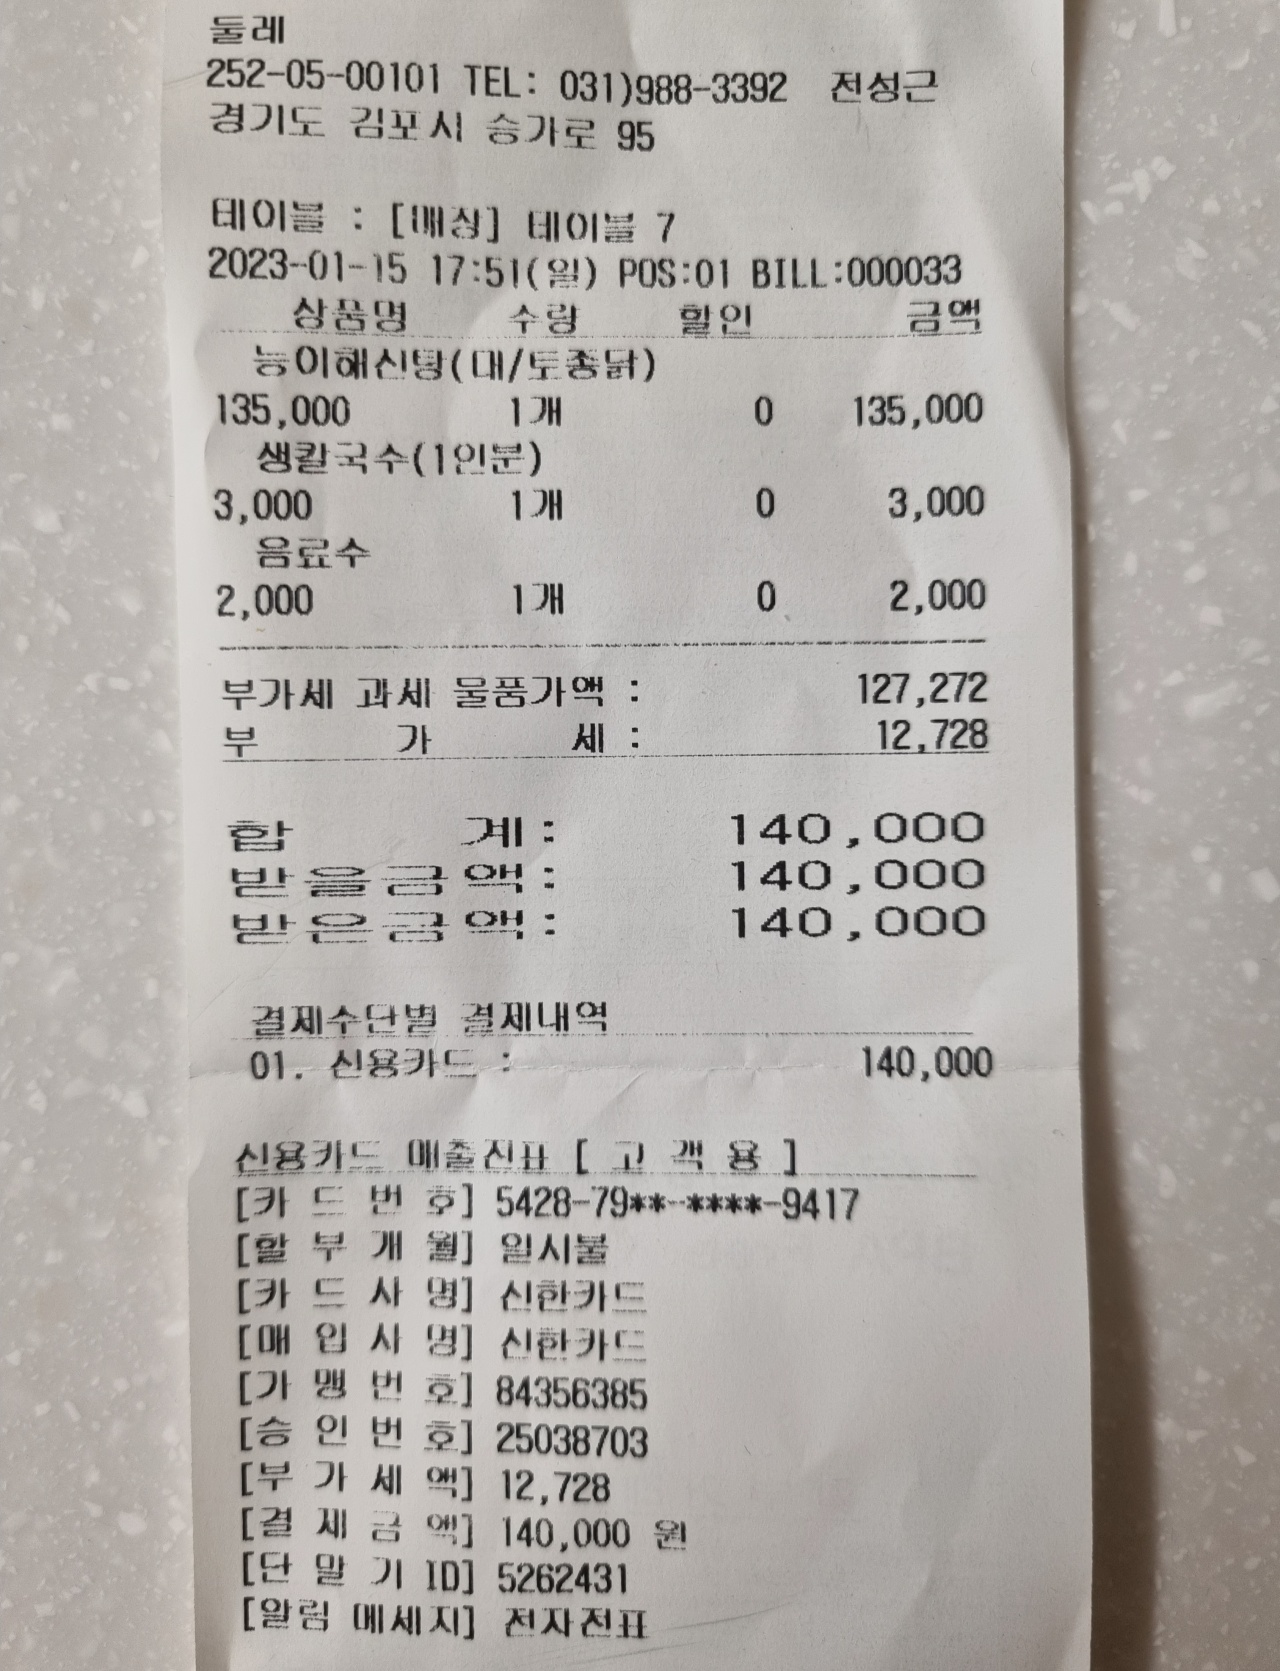 둘레
252-05-00101 TEL: 031)988-3392 전성근
경기도 김포시 승가로 95
테이블 : [매장] 테이블 7
2023-01-15 17:51(일) POS:01 BILL:000033
상품명 수량 할인 금액
능이해신탕(대/토종닭)
135,000 1개 0 135,000
생칼국수(1인분)
3,000 1개 0 3,000
음료수
2,000 1개 0 2,000
부가세 과세 물품가액 : 127,272
부 가 세 : 12,728
합 계 : 140,000
받을금액 : 140,000
받은금액 : 140,000
결제수단별 결제내역
01. 신용카드 : 140,000
신용카드 매출전표 [ 고 객 용 ]
[카 드 번 호] 5428-79**-****-9417
[할 부 개 월] 일시불
[카 드 사 명] 신한카드
[매 입 사 명] 신한카드
[가 맹 번 호] 84356385
[승 인 번 호] 25038703
[부 가 세 액] 12,728
[결 제 금 액] 140,000 원
[단 말 기 ID] 5262431
[알림 메세지] 전자전표